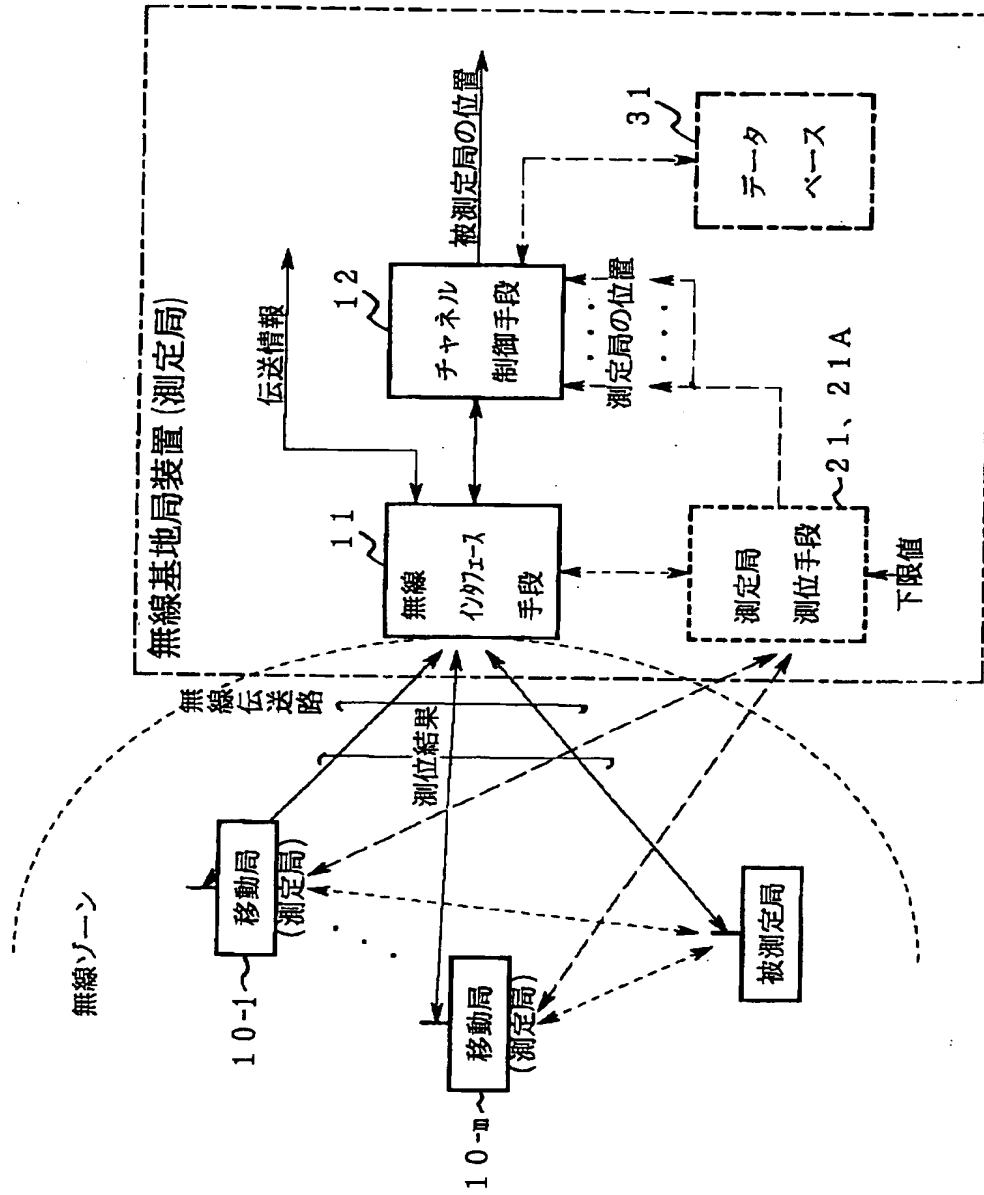 無線基地局装置(測定局)
伝送情報
被測定局の位置
11
無線
インタフェース
手段
12
チャネル
制御手段
測定局の位置
31
データ
ベース
測定局
測位手段
21、21A
下限値
無線ゾーン
無線伝送路
測位結果
10-1
移動局
(測定局)
10-m
移動局
(測定局)
被測定局